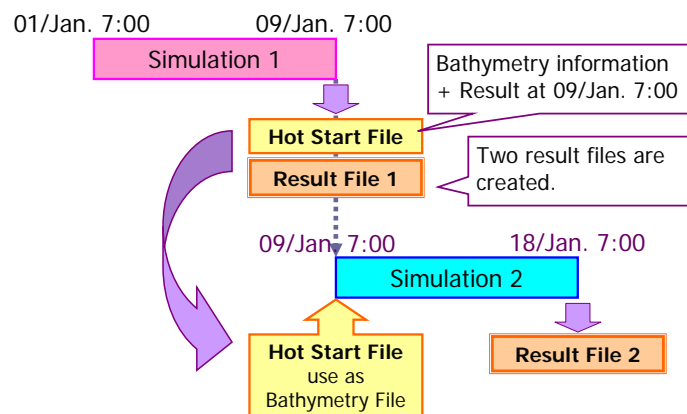 01/Jan. 7:00
09/Jan. 7:00
Simulation 1
Bathymetry information
+ Result at 09/Jan. 7:00
Hot Start File
Result File 1
Two result files are
created.
09/Jan. 7:00
18/Jan. 7:00
Simulation 2
Hot Start File
use as
Bathymetry File
Result File 2